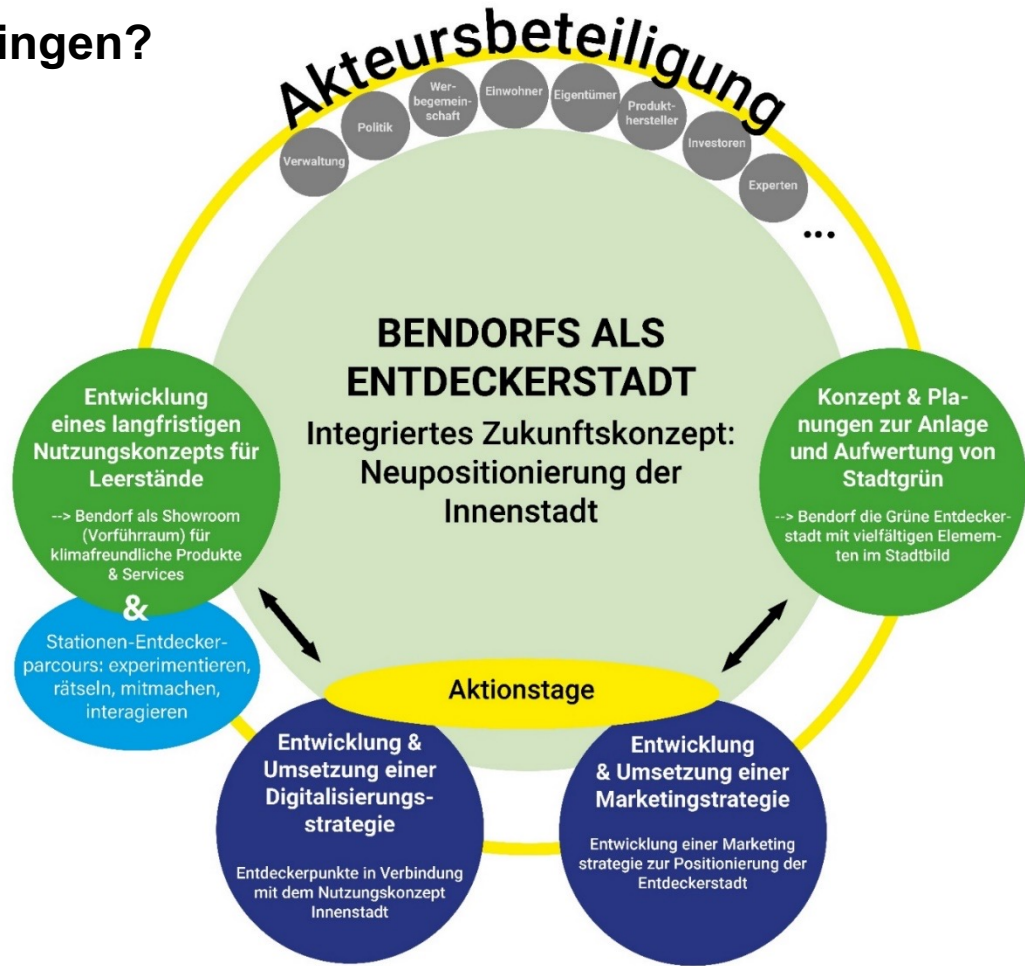 ingen?
Akteursbeteiligung
Verwaltung
Politik
Wer-
begemein-
schaft
Einwohner
Eigentümer
Produkt-
hersteller
Investoren
Experten
...
BENDORFS ALS
ENTDECKERSTADT
Integriertes Zukunftskonzept:
Neupositionierung der
Innenstadt
Entwicklung
eines langfristigen
Nutzungskonzepts für
Leerstände
--> Bendorf als Showroom
(Vorführraum) für
klimafreundliche Produkte
& Services
&
Stationen-Entdecker-
parcours: experimentieren,
rätseln, mitmachen,
interagieren
Konzept & Pla-
nungen zur Anlage
und Aufwertung von
Stadtgrün
--> Bendorf die Grüne Entdecker-
stadt mit vielfältigen Elemem-
ten im Stadtbild
Aktionstage
Entwicklung &
Umsetzung einer
Digitalisierungs-
strategie
Entdeckerpunkte in Verbindung
mit dem Nutzungskonzept
Innenstadt
Entwicklung
& Umsetzung einer
Marketingstrategie
Entwicklung einer Marketing
strategie zur Positionierung der
Entdeckerstadt